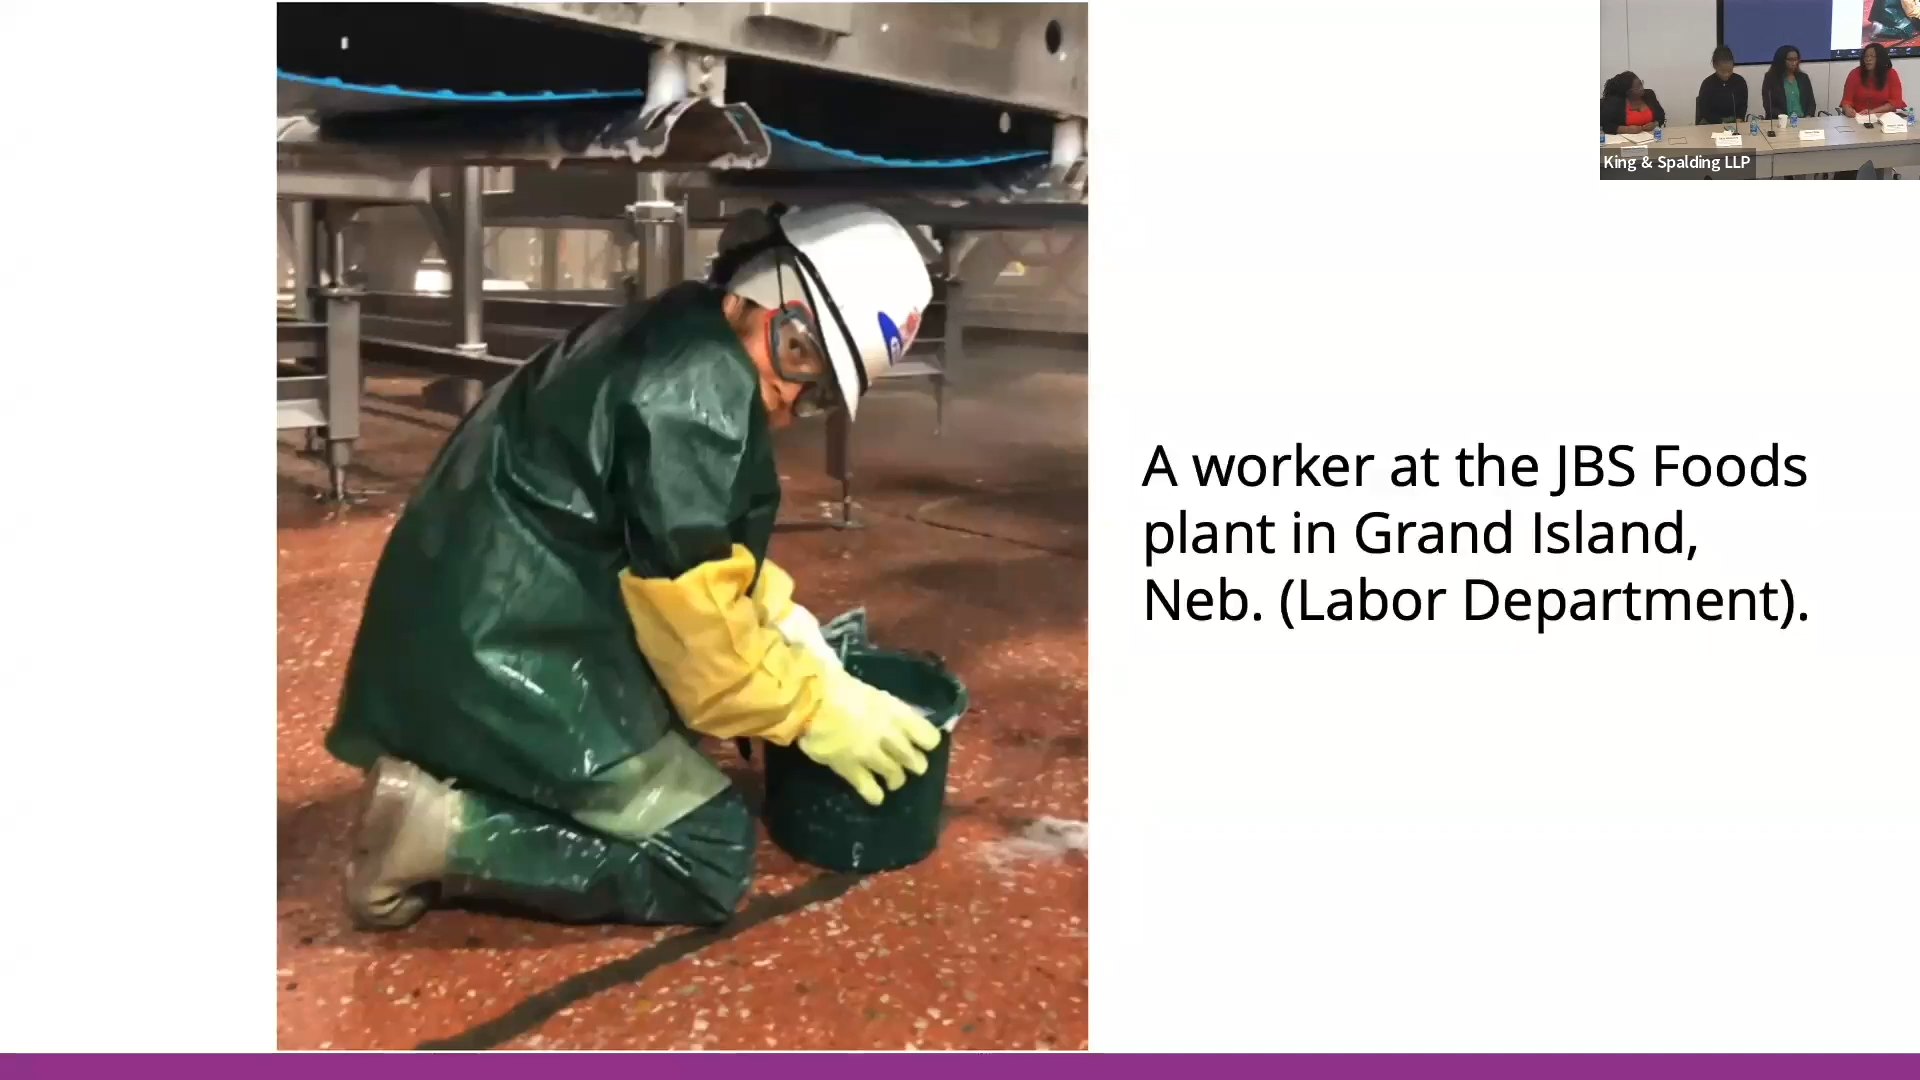 King & Spalding LLP
A worker at the JBS Foods
plant in Grand Island,
Neb. (Labor Department).